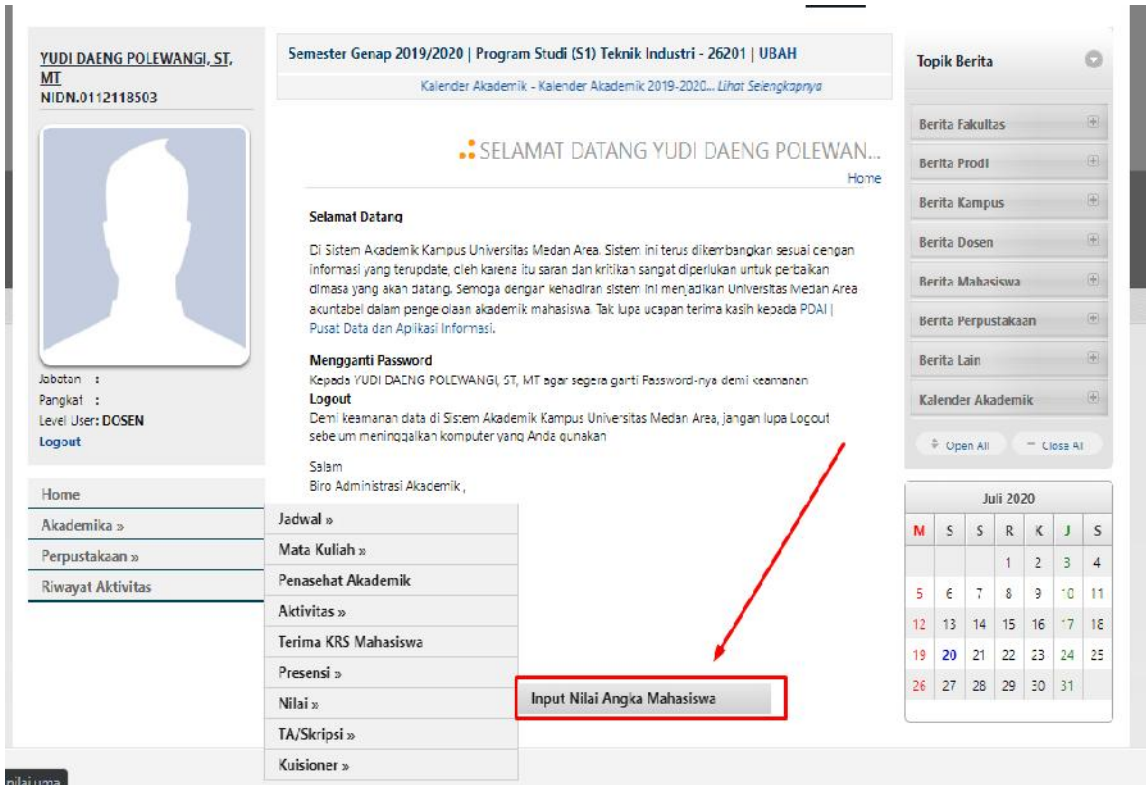 YUDI DAENG POLEWANGI, ST,
MT
NIDN.0112118503
Jabatan :
Pangkat :
Level User: DOSEN
Logout
Home
Akademika »
Perpustakaan »
Riwayat Aktivitas
Semester Genap 2019/2020 | Program Studi (S1) Teknik Industri - 26201 | UBAH
Kalender Akademik - Kalender Akademik 2019-2020... Lihat Selengkapnya
SELAMAT DATANG YUDI DAENG POLEWAN...
Home
Selamat Datang
Di Sistem Akademik Kampus Universitas Medan Area. Sistem ini terus dikembangkan sesuai dengan
informasi yang terupdate, oleh karena itu saran dan kritikan sangat diperlukan untuk perbaikan
dimasa yang akan datang. Semoga dengan kehadiran sistem ini menjadikan Universitas Medan Area
akuntabel dalam pengelolaan akademik mahasiswa. Tak lupa ucapan terima kasih kepada PDAI |
Pusat Data dan Aplikasi Informasi.
Mengganti Password
Kepada YUDI DAENG POLEWANGI, ST, MT agar segera ganti Password-nya demi keamanan
Logout
Demi keamanan data di Sistem Akademik Kampus Universitas Medan Area, jangan lupa Logout
sebelum meninggalkan komputer yang Anda gunakan
Salam
Biro Administrasi Akademik,
Jadwal »
Mata Kuliah »
Penasehat Akademik
Aktivitas »
Terima KRS Mahasiswa
Presensi »
Nilai »
TA/Skripsi »
Kuisioner »
Input Nilai Angka Mahasiswa
Topik Berita
Berita Fakultas
Berita Prodi
Berita Kampus
Berita Dosen
Berita Mahasiswa
Berita Perpustakaan
Berita Lain
Kalender Akademik
Open All Close All
Juli 2020
M S S R K J S
1 2 3 4
5 6 7 8 9 10 11
12 13 14 15 16 17 18
19 20 21 22 23 24 25
26 27 28 29 30 31
nilai uma